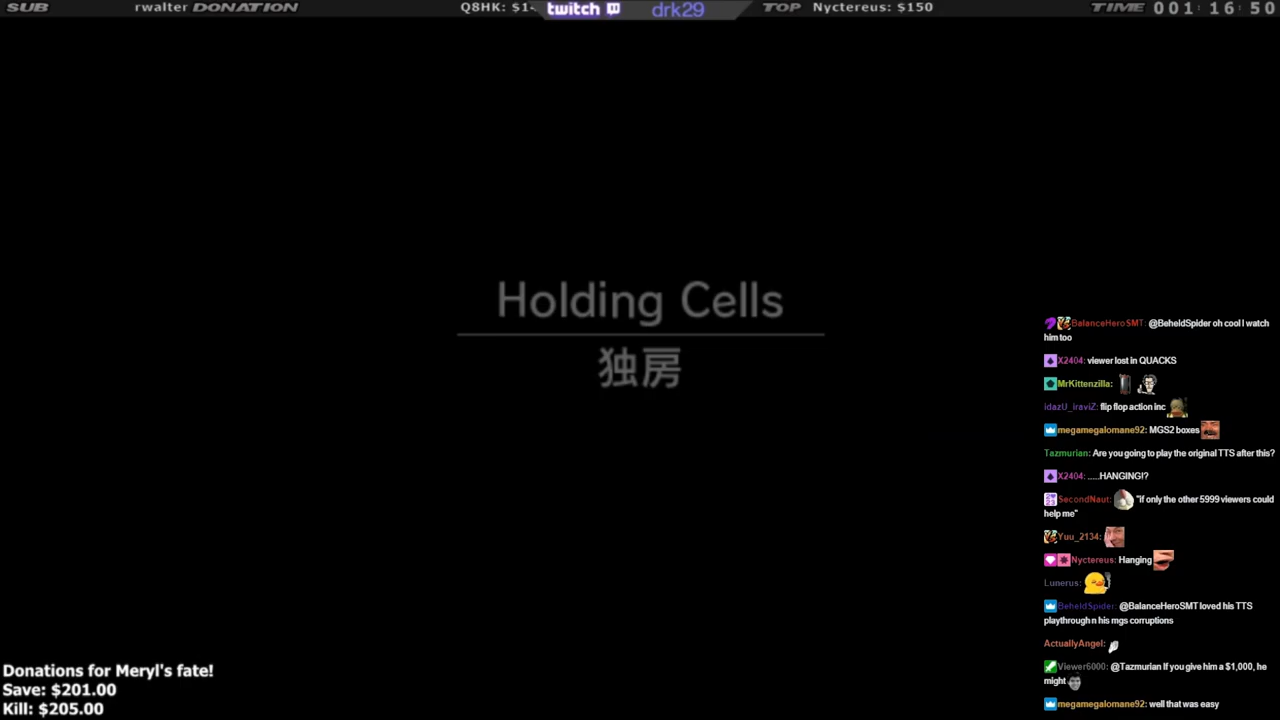 SUB rwalter DONATION Q8HK: $1 twitch drk29 TOP Nyctereus: $150 TIME 001:16:50
Holding Cells
独房
BalanceHeroSMT: @BeheldSpider oh cool I watch
him too
X2404: viewer lost in QUACKS
MrKittenzilla:
idazU_iraviZ: flip flop action inc
megamegalomane92: MGS2 boxes
Tazmurian: Are you going to play the original TTS after this?
X2404: .....HANGING!?
SecondNaut: "if only the other 5999 viewers could
help me"
Yuu_2134:
Nyctereus: Hanging
Lunerus:
BeheldSpider: @BalanceHeroSMT loved his TTS
playthrough n his mgs corruptions
ActuallyAngel:
Viewer6000: @Tazmurian If you give him a $1,000, he
might
megamegalomane92: well that was easy
Donations for Meryl's fate!
Save: $201.00
Kill: $205.00